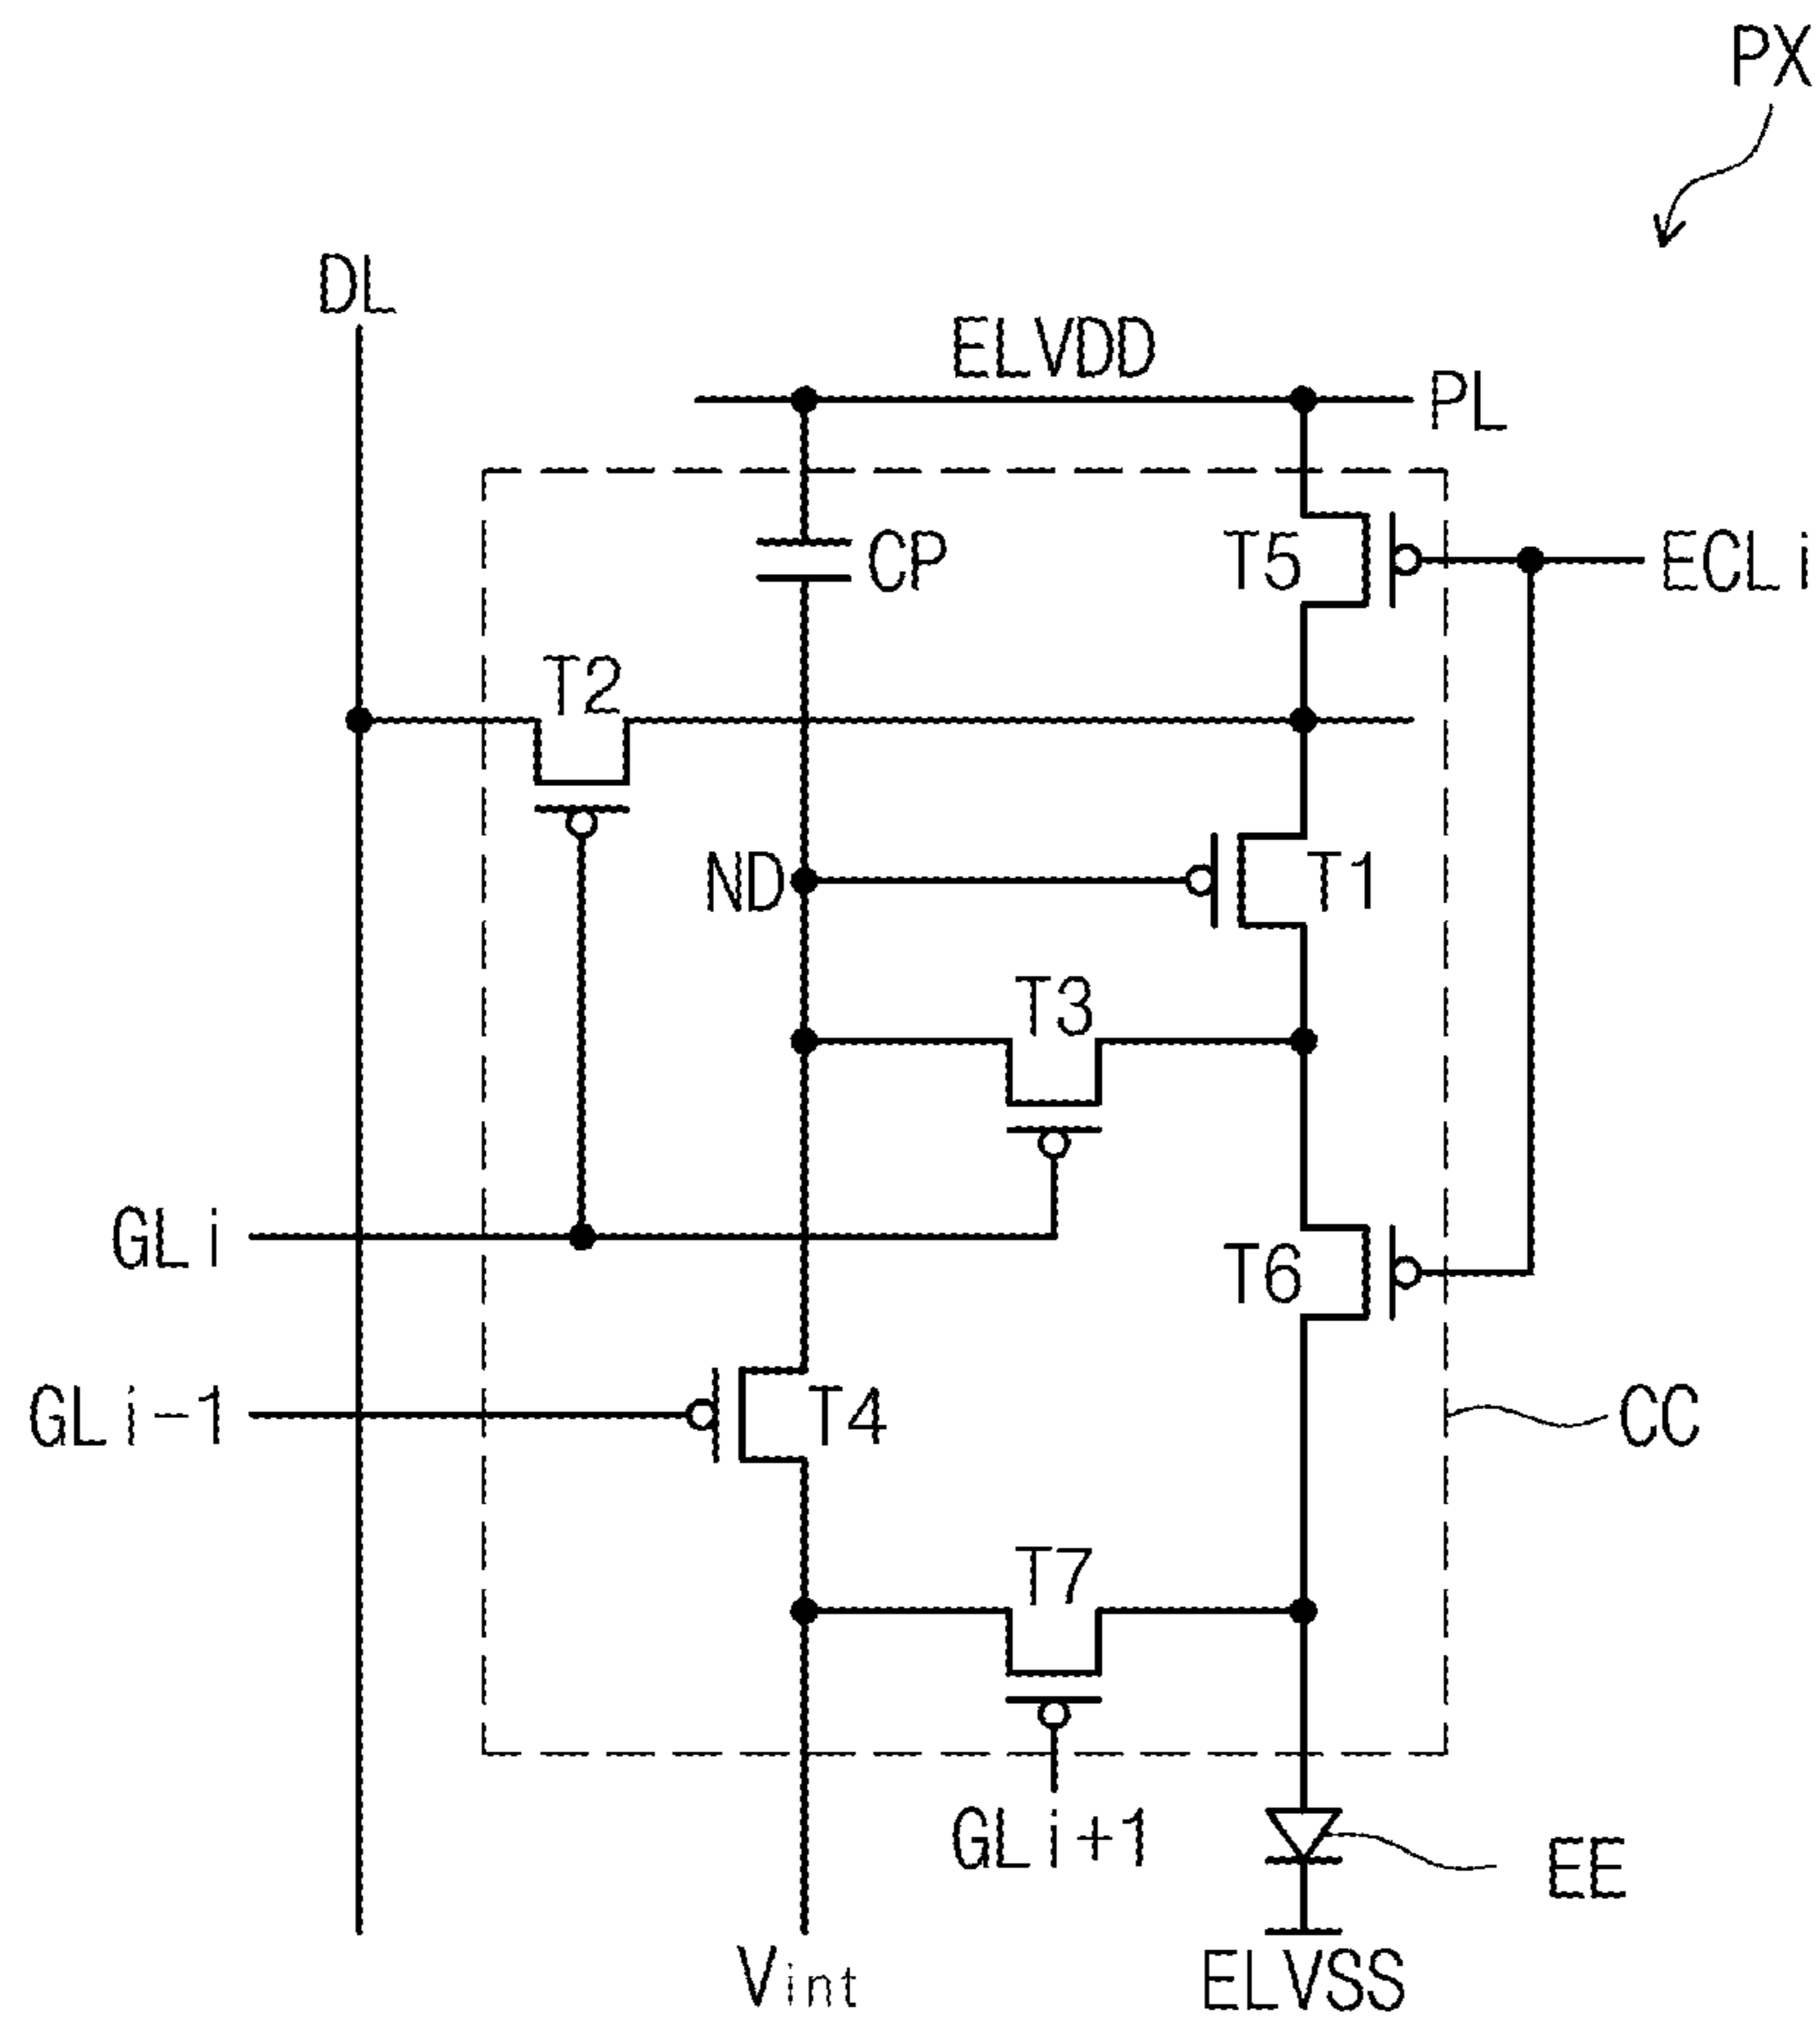 PX
DL
ELVDD
PL
CP
T5
ECLi
T2
ND
T1
T3
GLi
T6
GLi-1
T4
CC
T7
GLi+1
EE
Vint
ELVSS